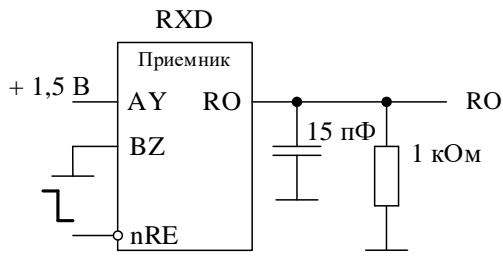 RXD
Приемник
+ 1,5 В
AY
RO
RO
BZ
15 пФ
1 кОм
nRE